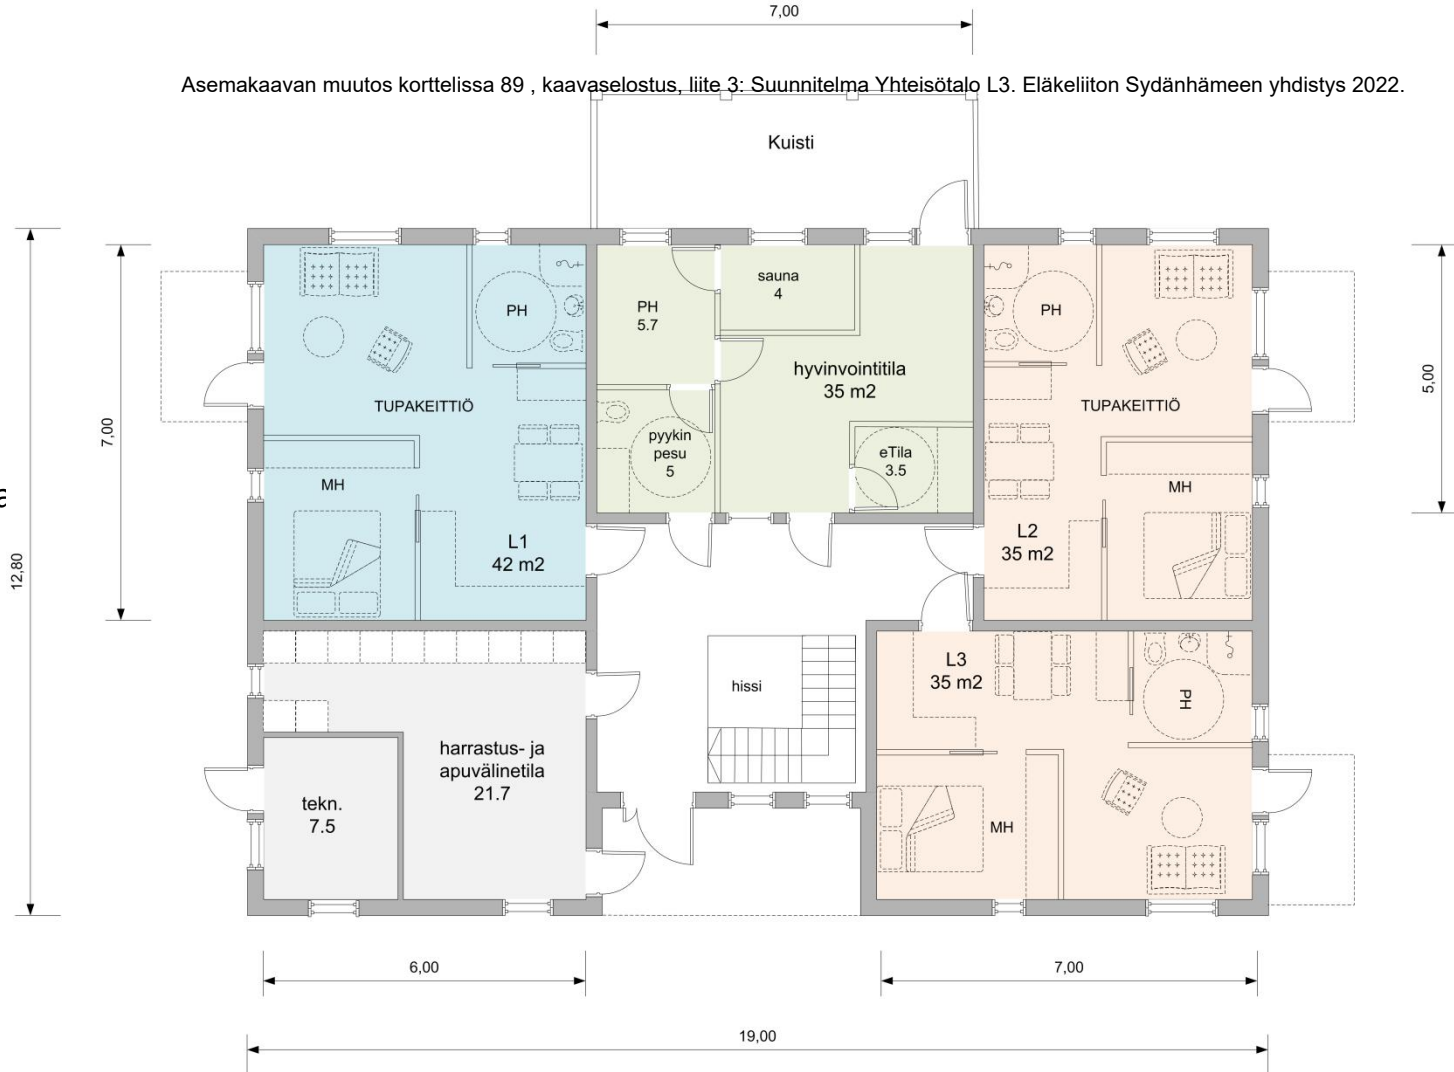 7,00
Asemakaavan muutos korttelissa 89 , kaavaselostus, liite 3: Suunnitelma Yhteisötalo L3. Eläkeliiton Sydänhämeen yhdistys 2022.
Kuisti
sauna
4
PH
PH
5.7
PH
hyvinvointitila
35 m2
5,00
TUPAKEITTIÖ
TUPAKEITTIÖ
7,00
pyykin
pesu
5
eTila
3.5
MH
MH
L1
42 m2
L2
35 m2
12,80
L3
35 m2
hissi
PH
harrastus- ja
apuvälinetila
21.7
tekn.
7.5
MH
6,00
7,00
19,00